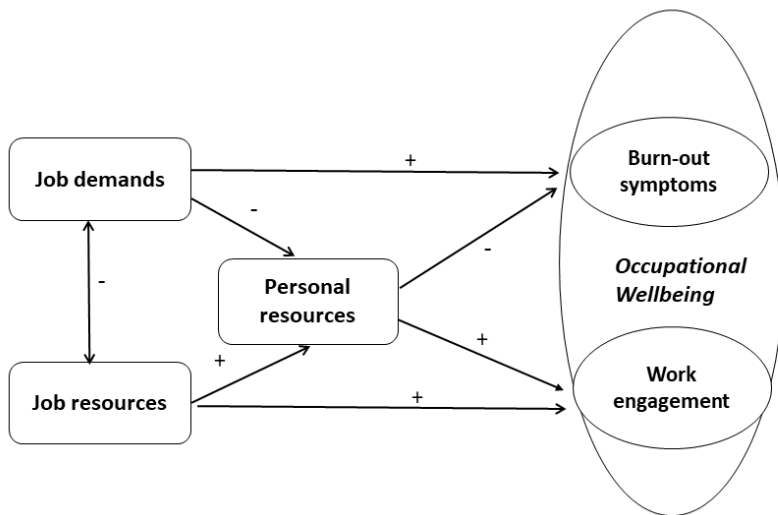 +
Job demands
Burn-out
symptoms
-
-
Personal
resources
-
Occupational
Wellbeing
+
+
Job resources
+
Work
engagement